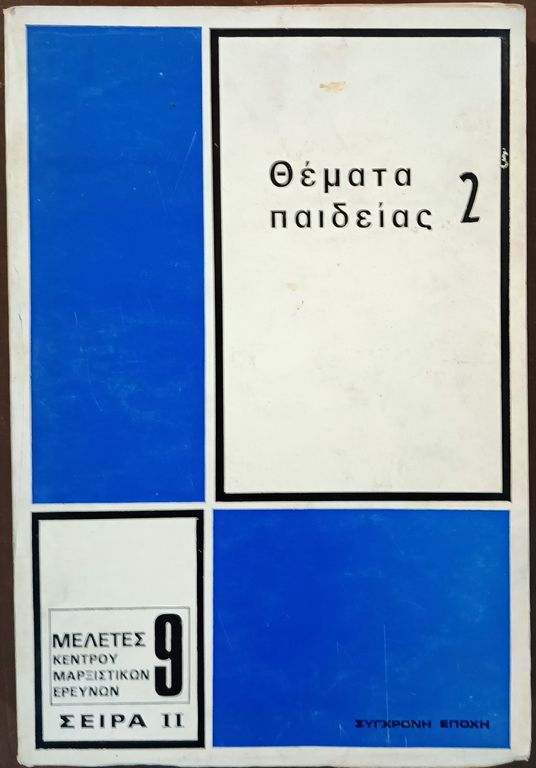 Θέματα
παιδείας 2
ΜΕΛΕΤΕΣ 9
ΚΕΝΤΡΟΥ
ΜΑΡΞΙΣΤΙΚΩΝ
ΕΡΕΥΝΩΝ
ΣΕΙΡΑ ΙΙ
ΣΥΓΧΡΟΝΗ ΕΠΟΧΗ